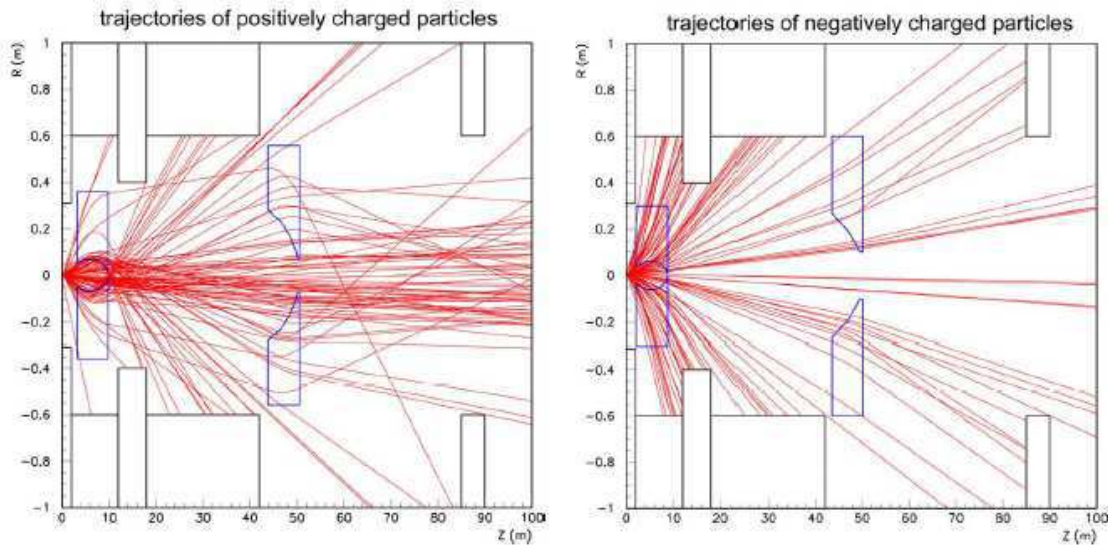 trajectories of positively charged particles
R (m)
1
0.8
0.6
0.4
0.2
0
−0.2
−0.4
−0.6
−0.8
−1
0 10 20 30 40 50 60 70 80 90 100
Z (m)
trajectories of negatively charged particles
R (m)
1
0.8
0.6
0.4
0.2
0
−0.2
−0.4
−0.6
−0.8
−1
0 10 20 30 40 50 60 70 80 90 100
Z (m)